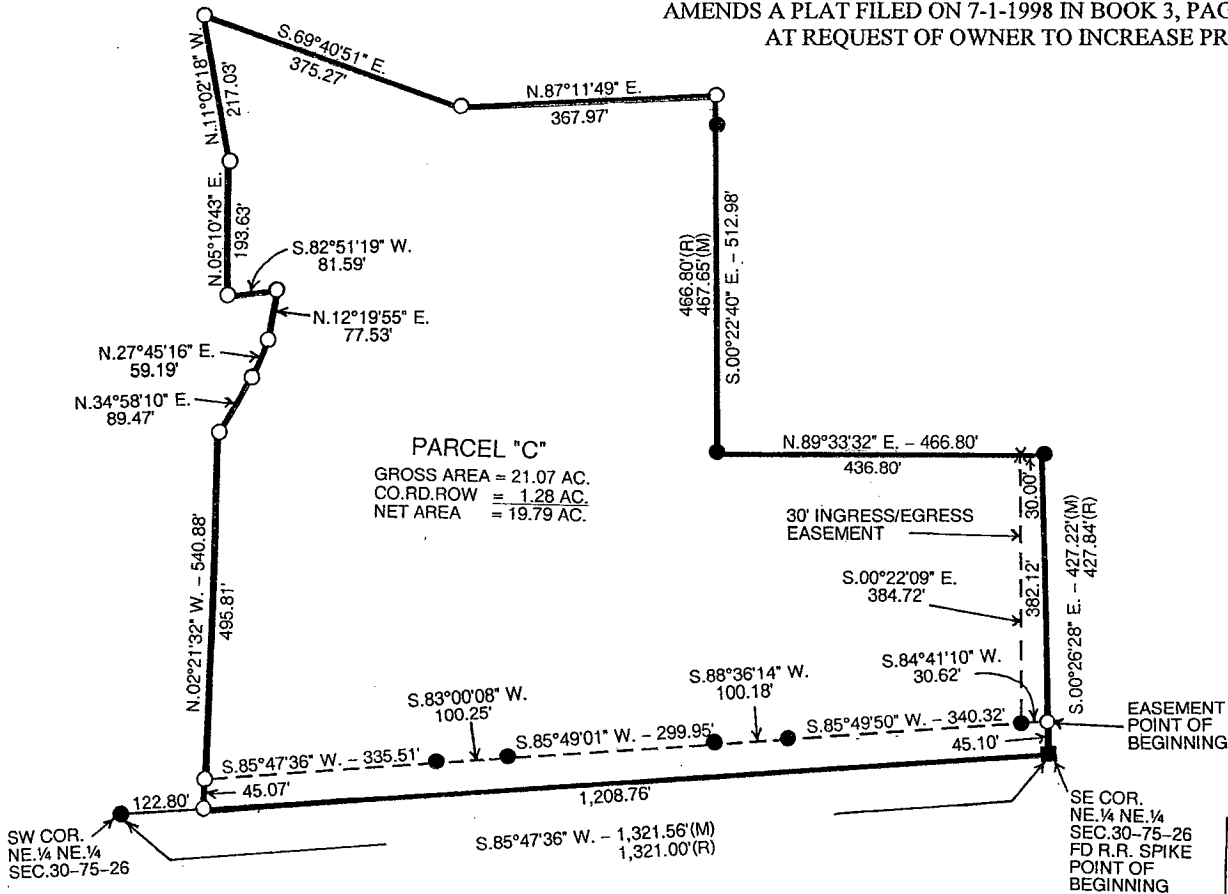 AMENDS A PLAT FILED ON 7-1-1998 IN BOOK 3, PAG
AT REQUEST OF OWNER TO INCREASE PR
S.69°40'51" E.
375.27'
N.87°11'49" E.
367.97'
N.11°02'18" W.
217.03'
N.05°10'43" E.
193.63'
S.82°51'19" W.
81.59'
N.12°19'55" E.
77.53'
N.27°45'16" E.
59.19'
N.34°58'10" E.
89.47'
466.80'(R)
467.65'(M)
S.00°22'40" E. – 512.98'
PARCEL "C"
GROSS AREA = 21.07 AC.
CO.RD.ROW = 1.28 AC.
NET AREA = 19.79 AC.
N.89°33'32" E. – 466.80'
436.80'
30.00'
30' INGRESS/EGRESS
EASEMENT
S.00°22'09" E.
384.72'
382.12'
S.00°26'28" E. – 427.22'(M)
427.84'(R)
N.02°21'32" W. – 540.88'
495.81'
S.84°41'10" W.
30.62'
S.88°36'14" W.
100.18'
S.83°00'08" W.
100.25'
S.85°49'50" W. – 340.32'
S.85°49'01" W. – 299.95'
S.85°47'36" W. – 335.51'
45.10'
EASEMENT
POINT OF
BEGINNING
45.07'
122.80'
1,208.76'
S.85°47'36" W. – 1,321.56'(M)
1,321.00'(R)
SW COR.
NE.¼ NE.¼
SEC.30–75–26
SE COR.
NE.¼ NE.¼
SEC.30–75–26
FD R.R. SPIKE
POINT OF
BEGINNING